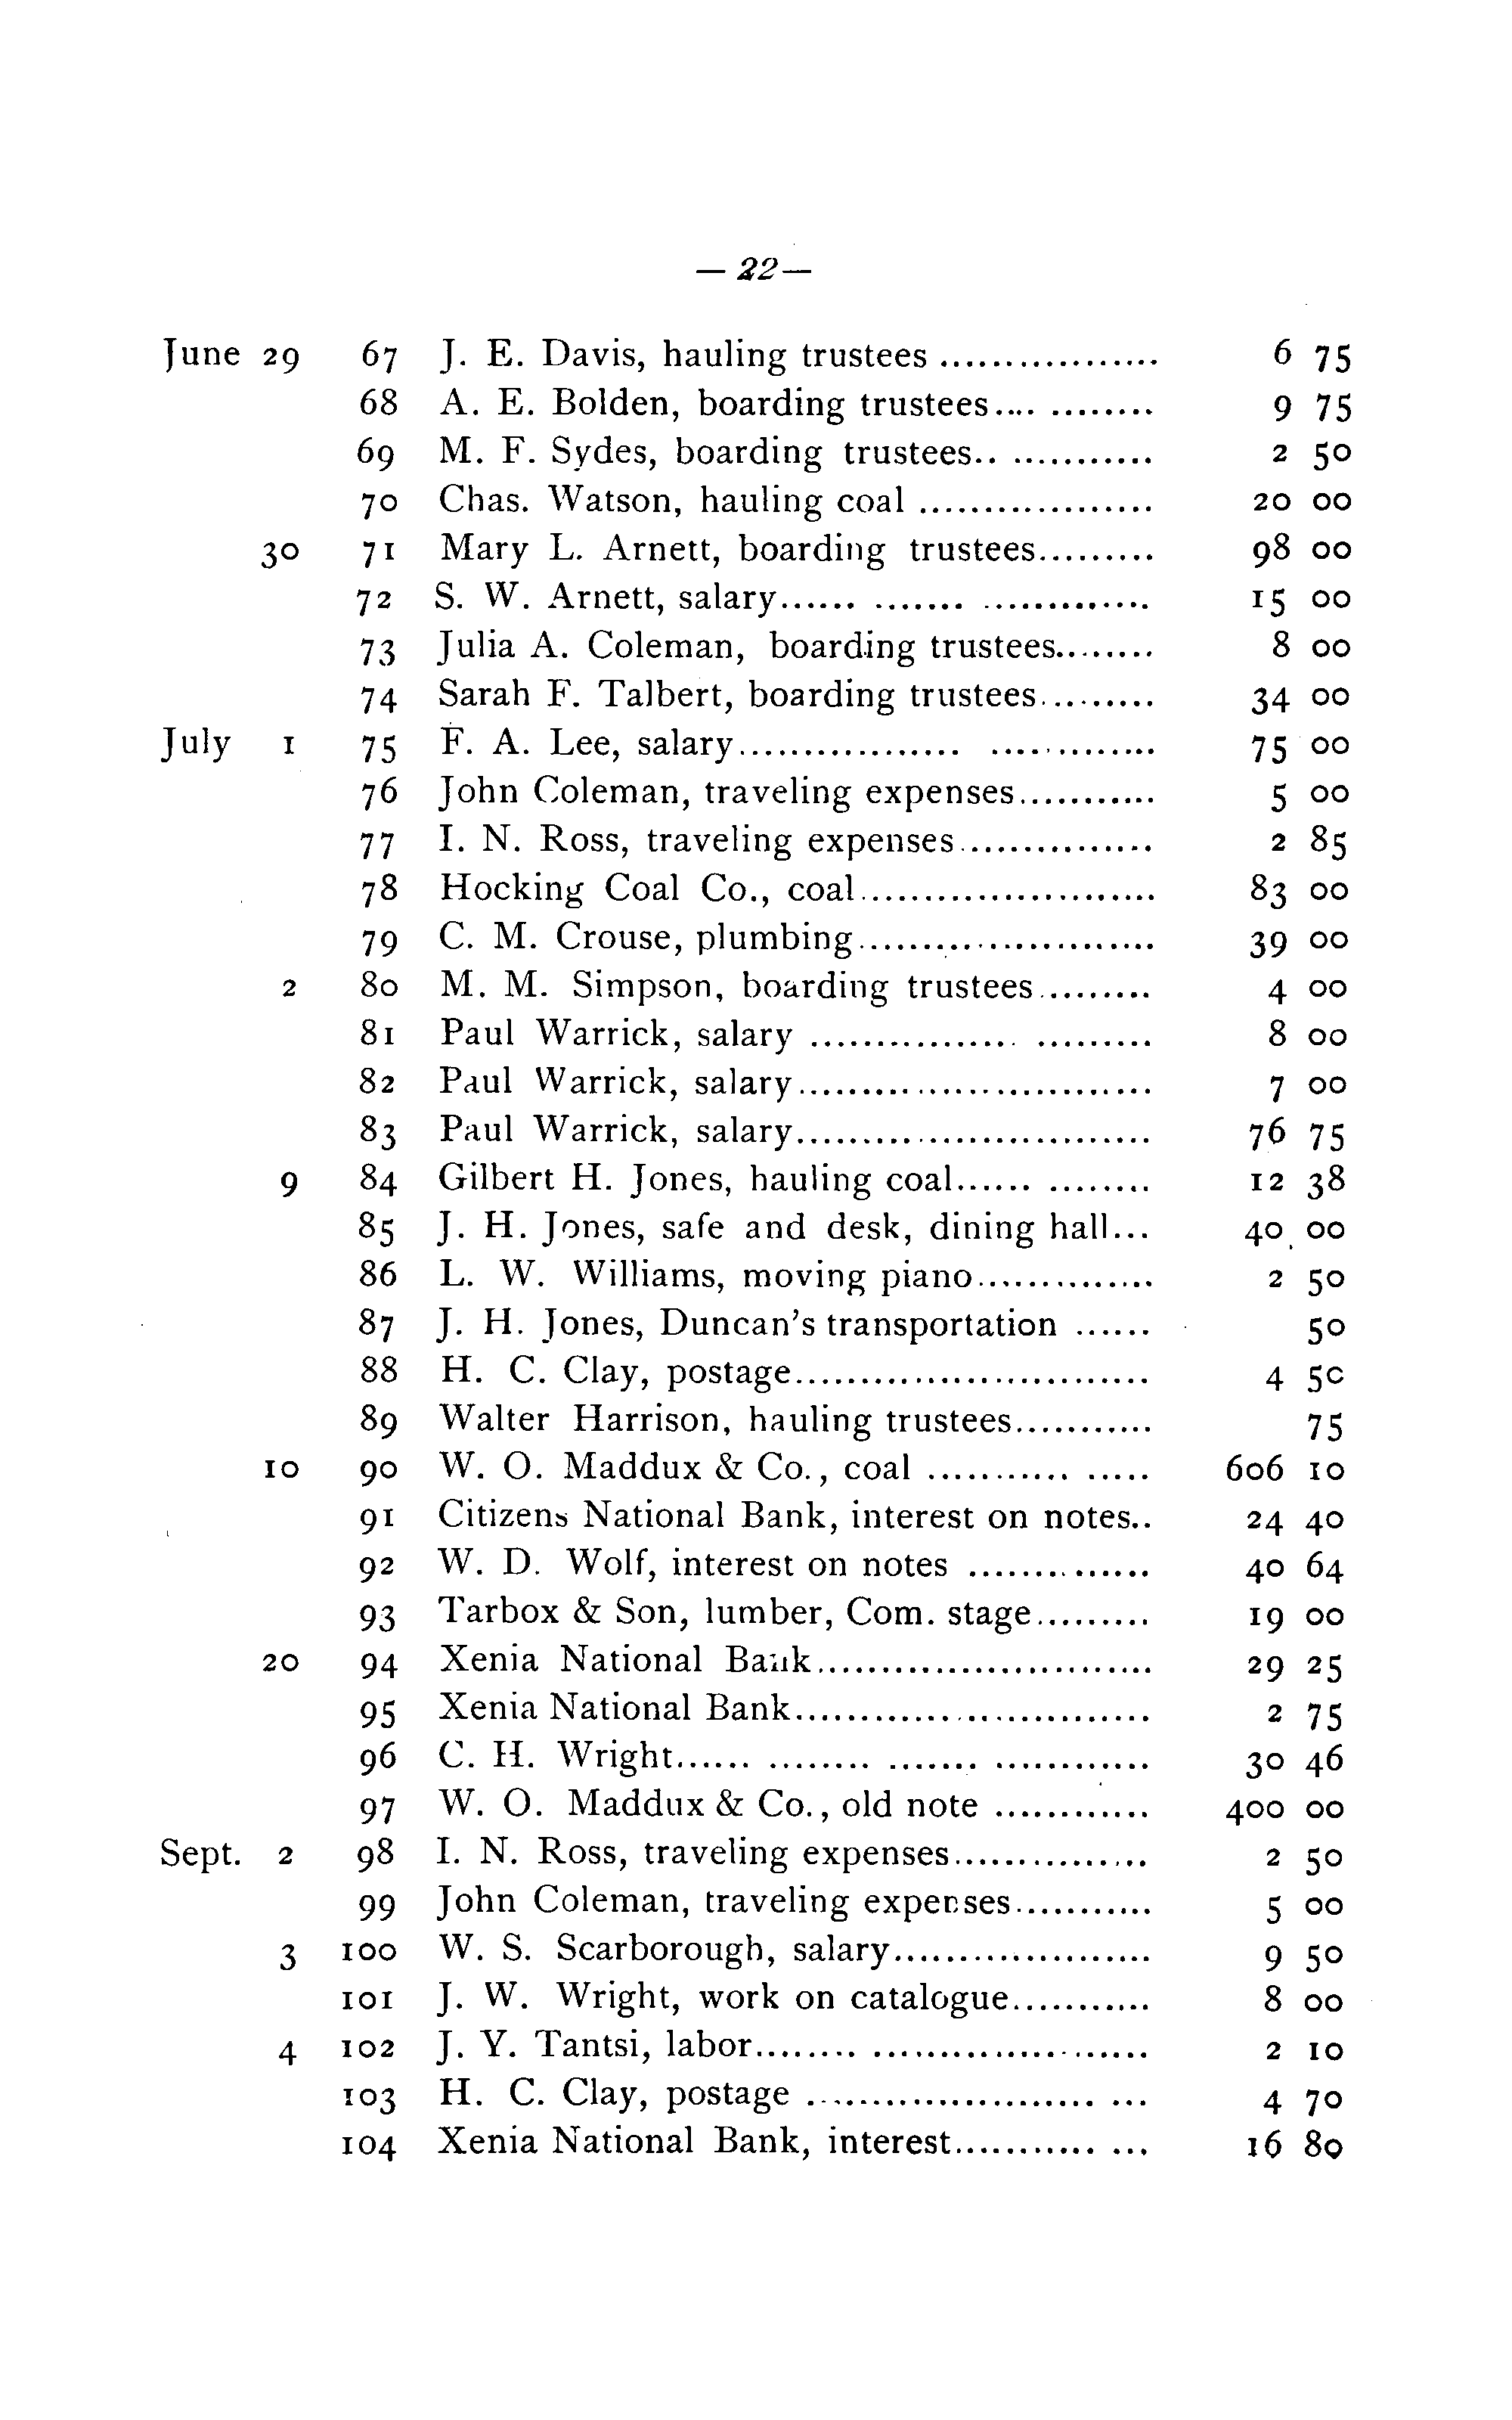 — 22 —
June 29 67 J. E. Davis, hauling trustees ................. 6 75
68 A. E. Bolden, boarding trustees.... ........ 9 75
69 M. F. Sydes, boarding trustees.. ........... 2 50
70 Chas. Watson, hauling coal .................. 20 00
30 71 Mary L. Arnett, boarding trustees......... 98 00
72 S. W. Arnett, salary...... ....... ............. 15 00
73 Julia A. Coleman, boarding trustees........ 8 00
74 Sarah F. Talbert, boarding trustees......... 34 00
July 1 75 F. A. Lee, salary................. ............. 75 00
76 John Coleman, traveling expenses........... 5 00
77 I. N. Ross, traveling expenses............... 2 85
78 Hocking Coal Co., coal....................... 83 00
79 C. M. Crouse, plumbing....................... 39 00
2 80 M. M. Simpson, boarding trustees......... 4 00
81 Paul Warrick, salary ................ ......... 8 00
82 Paul Warrick, salary........................... 7 00
83 Paul Warrick, salary........................... 76 75
9 84 Gilbert H. Jones, hauling coal...... ........ 12 38
85 J. H. Jones, safe and desk, dining hall... 40 00
86 L. W. Williams, moving piano.............. 2 50
87 J. H. Jones, Duncan's transportation ...... 50
88 H. C. Clay, postage............................ 4 50
89 Walter Harrison, hauling trustees........... 75
10 90 W. O. Maddux & Co., coal ........... ..... 606 10
91 Citizens National Bank, interest on notes.. 24 40
92 W. D. Wolf, interest on notes .............. 40 64
93 Tarbox & Son, lumber, Com. stage......... 19 00
20 94 Xenia National Bank.......................... 29 25
95 Xenia National Bank............................ 2 75
96 C. H. Wright...... ........ ....... ............ 30 46
97 W. O. Maddux & Co., old note ............ 400 00
Sept. 2 98 I. N. Ross, traveling expenses............... 2 50
99 John Coleman, traveling expenses........... 5 00
3 100 W. S. Scarborough, salary.................... 9 50
101 J. W. Wright, work on catalogue........... 8 00
4 102 J. Y. Tantsi, labor........ ..................... 2 10
103 H. C. Clay, postage ....................... ... 4 70
104 Xenia National Bank, interest........... ... 16 80